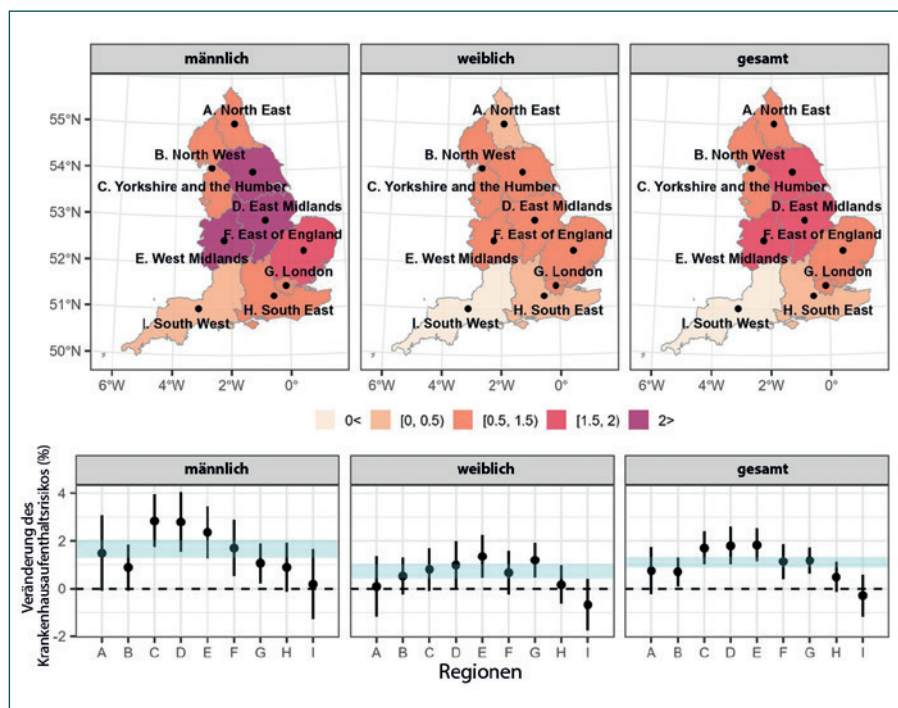 männlich
weiblich
gesamt
55°N
54°N
53°N
52°N
51°N
50°N
A. North East
B. North West
C. Yorkshire and the Humber
D. East Midlands
F. East of England
E. West Midlands
G. London
H. South East
I. South West
A. North East
B. North West
C. Yorkshire and the Humber
D. East Midlands
F. East of England
E. West Midlands
G. London
H. South East
I. South West
A. North East
B. North West
C. Yorkshire and the Humber
D. East Midlands
F. East of England
E. West Midlands
G. London
H. South East
I. South West
6°W 4°W 2°W 0°
6°W 4°W 2°W 0°
6°W 4°W 2°W 0°
0< [0, 0.5) [0.5, 1.5) [1.5, 2) 2>
männlich
weiblich
gesamt
Veränderung des
Krankenhausaufenthaltsrisikos (%)
4
2
0
-2
A B C D E F G H I
A B C D E F G H I
A B C D E F G H I
Regionen